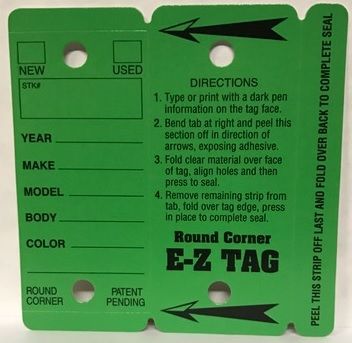 NEW USED
STK#
YEAR
MAKE
MODEL
BODY
COLOR
ROUND CORNER
PATENT PENDING
DIRECTIONS
1. Type or print with a dark pen
information on the tag face.
2. Bend tab at right and peel this
section off in direction of
arrows, exposing adhesive.
3. Fold clear material over face
of tag, align holes and then
press to seal.
4. Remove remaining strip from
tab, fold over tag edge, press
in place to complete seal.
Round Corner
E-Z TAG
PEEL THIS STRIP OFF LAST AND FOLD OVER BACK TO COMPLETE SEAL